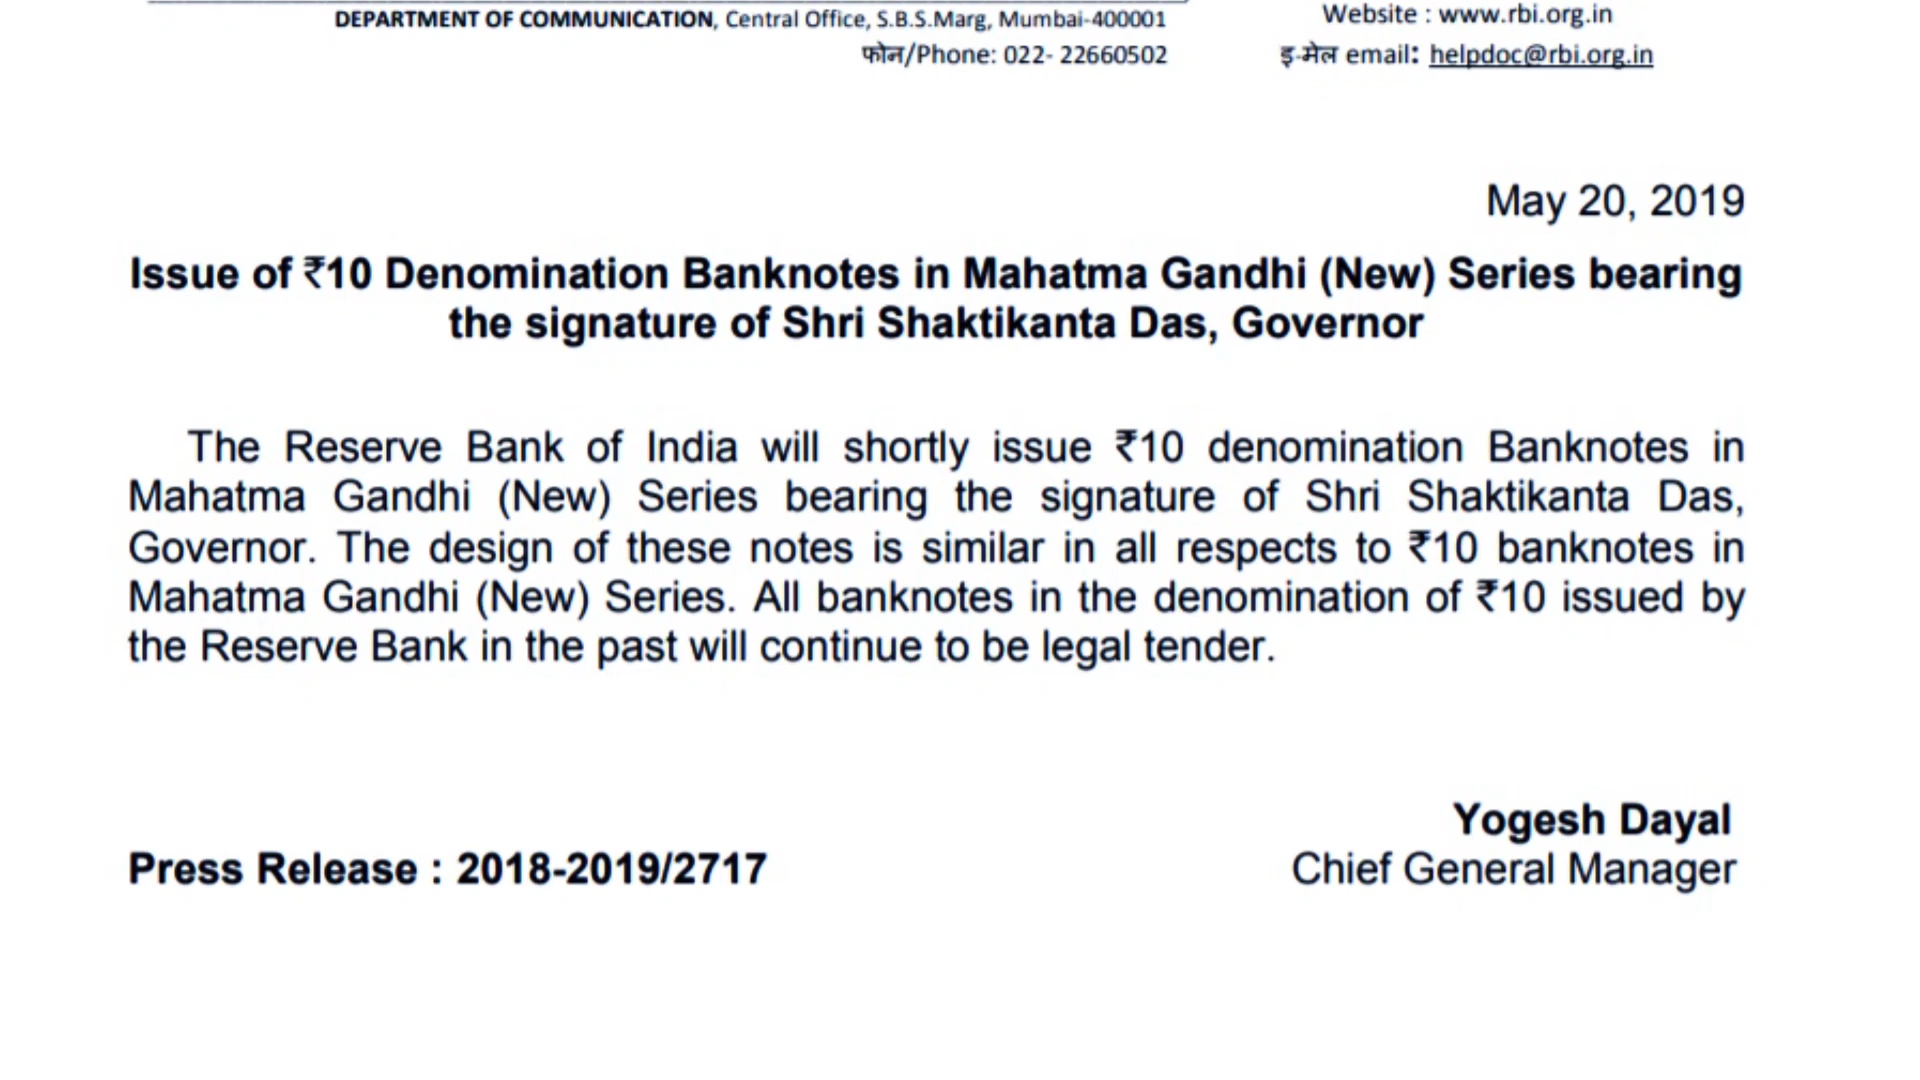 DEPARTMENT OF COMMUNICATION, Central Office, S.B.S.Marg, Mumbai-400001
फोन/Phone: 022- 22660502
Website : www.rbi.org.in
इ-मेल email: helpdoc@rbi.org.in
May 20, 2019
Issue of ₹10 Denomination Banknotes in Mahatma Gandhi (New) Series bearing
the signature of Shri Shaktikanta Das, Governor
The Reserve Bank of India will shortly issue ₹10 denomination Banknotes in
Mahatma Gandhi (New) Series bearing the signature of Shri Shaktikanta Das,
Governor. The design of these notes is similar in all respects to ₹10 banknotes in
Mahatma Gandhi (New) Series. All banknotes in the denomination of ₹10 issued by
the Reserve Bank in the past will continue to be legal tender.
Yogesh Dayal
Press Release : 2018-2019/2717
Chief General Manager